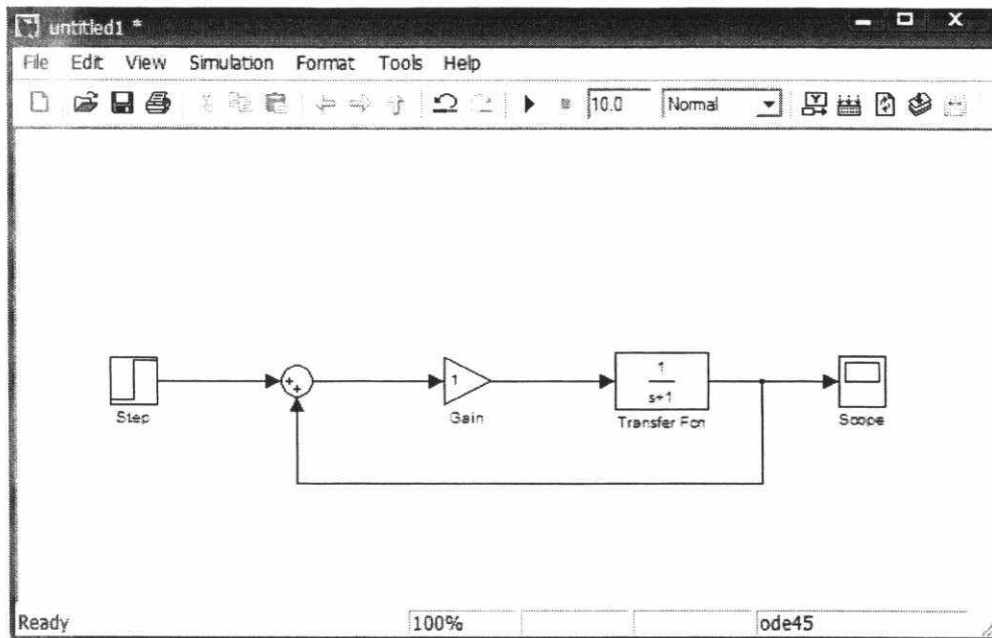 untitled1 *
File Edit View Simulation Format Tools Help
10.0 Normal
Step
+
+
1
Gain
1
s+1
Transfer Fcn
Scope
Ready 100% ode45